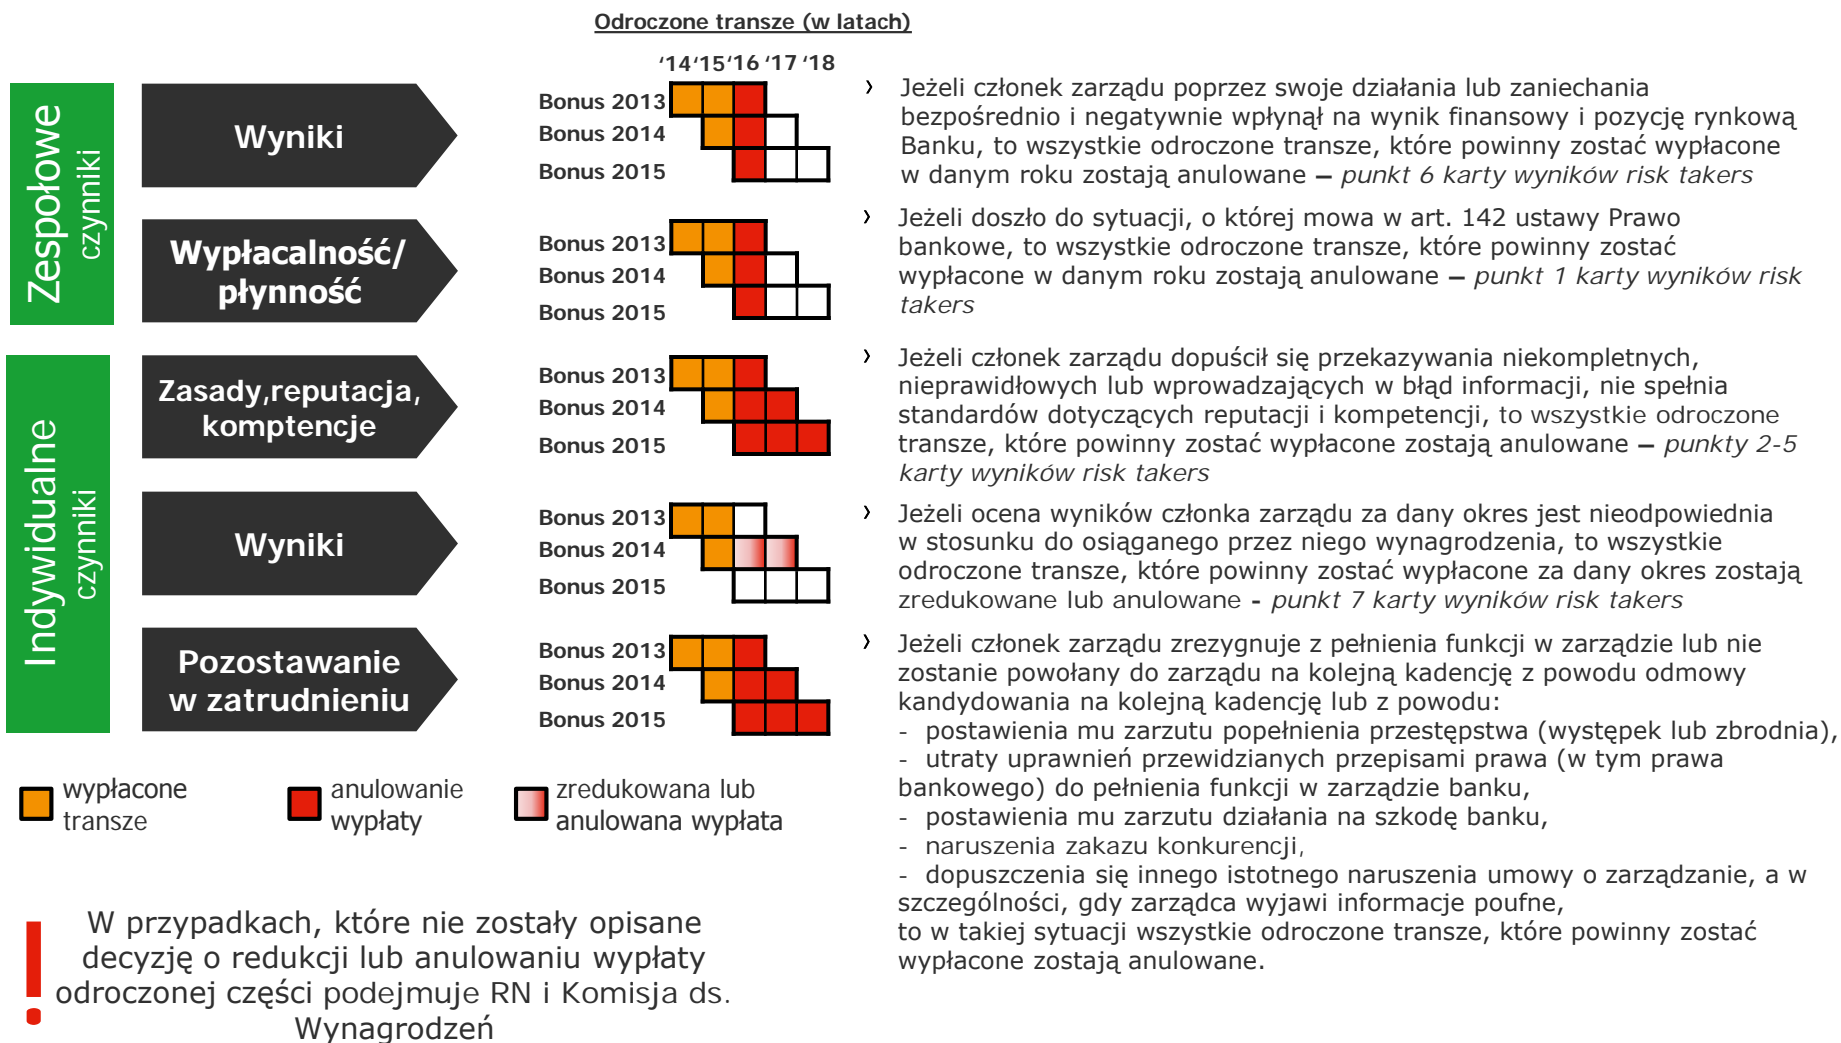 Odroczone transze (w latach)
‘14‘15‘16 ‘17 ‘18
Zespołowe
czynniki
Wyniki
Bonus 2013
Bonus 2014
Bonus 2015
› Jeżeli członek zarządu poprzez swoje działania lub zaniechania
bezpośrednio i negatywnie wpłynął na wynik finansowy i pozycję rynkową
Banku, to wszystkie odroczone transze, które powinny zostać wypłacone
w danym roku zostają anulowane – punkt 6 karty wyników risk takers
Wypłacalność/
płynność
Bonus 2013
Bonus 2014
Bonus 2015
› Jeżeli doszło do sytuacji, o której mowa w art. 142 ustawy Prawo
bankowe, to wszystkie odroczone transze, które powinny zostać
wypłacone w danym roku zostają anulowane – punkt 1 karty wyników risk
takers
Indywidualne
czynniki
Zasady,reputacja,
komptencje
Bonus 2013
Bonus 2014
Bonus 2015
› Jeżeli członek zarządu dopuścił się przekazywania niekompletnych,
nieprawidłowych lub wprowadzających w błąd informacji, nie spełnia
standardów dotyczących reputacji i kompetencji, to wszystkie odroczone
transze, które powinny zostać wypłacone zostają anulowane – punkty 2-5
karty wyników risk takers
Wyniki
Bonus 2013
Bonus 2014
Bonus 2015
› Jeżeli ocena wyników członka zarządu za dany okres jest nieodpowiednia
w stosunku do osiąganego przez niego wynagrodzenia, to wszystkie
odroczone transze, które powinny zostać wypłacone za dany okres zostają
zredukowane lub anulowane - punkt 7 karty wyników risk takers
Pozostawanie
w zatrudnieniu
Bonus 2013
Bonus 2014
Bonus 2015
› Jeżeli członek zarządu zrezygnuje z pełnienia funkcji w zarządzie lub nie
zostanie powołany do zarządu na kolejną kadencję z powodu odmowy
kandydowania na kolejną kadencję lub z powodu:
- postawienia mu zarzutu popełnienia przestępstwa (występek lub zbrodnia),
- utraty uprawnień przewidzianych przepisami prawa (w tym prawa
bankowego) do pełnienia funkcji w zarządzie banku,
- postawienia mu zarzutu działania na szkodę banku,
- naruszenia zakazu konkurencji,
- dopuszczenia się innego istotnego naruszenia umowy o zarządzanie, a w
szczególności, gdy zarządca wyjawi informacje poufne,
to w takiej sytuacji wszystkie odroczone transze, które powinny zostać
wypłacone zostają anulowane.
wypłacone
transze
anulowanie
wypłaty
zredukowana lub
anulowana wypłata
!
W przypadkach, które nie zostały opisane
decyzję o redukcji lub anulowaniu wypłaty
odroczonej części podejmuje RN i Komisja ds.
Wynagrodzeń